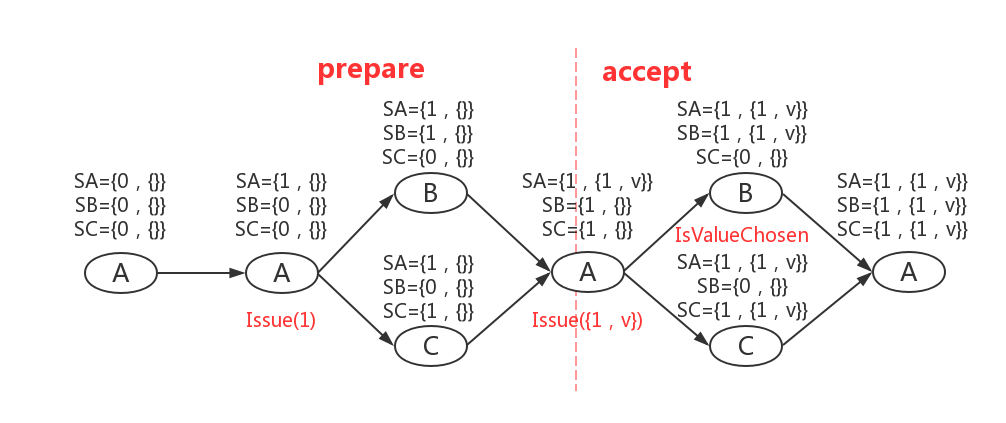 prepare
accept
SA={0 , {}}
SB={0 , {}}
SC={0 , {}}
A
SA={1 , {}}
SB={0 , {}}
SC={0 , {}}
A
Issue(1)
SA={1 , {}}
SB={1 , {}}
SC={0 , {}}
B
SA={1 , {}}
SB={0 , {}}
SC={1 , {}}
C
SA={1 , {1 , v}}
SB={1 , {}}
SC={1 , {}}
A
Issue({1 , v})
SA={1 , {1 , v}}
SB={1 , {1 , v}}
SC={0 , {}}
B
IsValueChosen
SA={1 , {1 , v}}
SB={0 , {}}
SC={1 , {1 , v}}
C
SA={1 , {1 , v}}
SB={1 , {1 , v}}
SC={1 , {1 , v}}
A